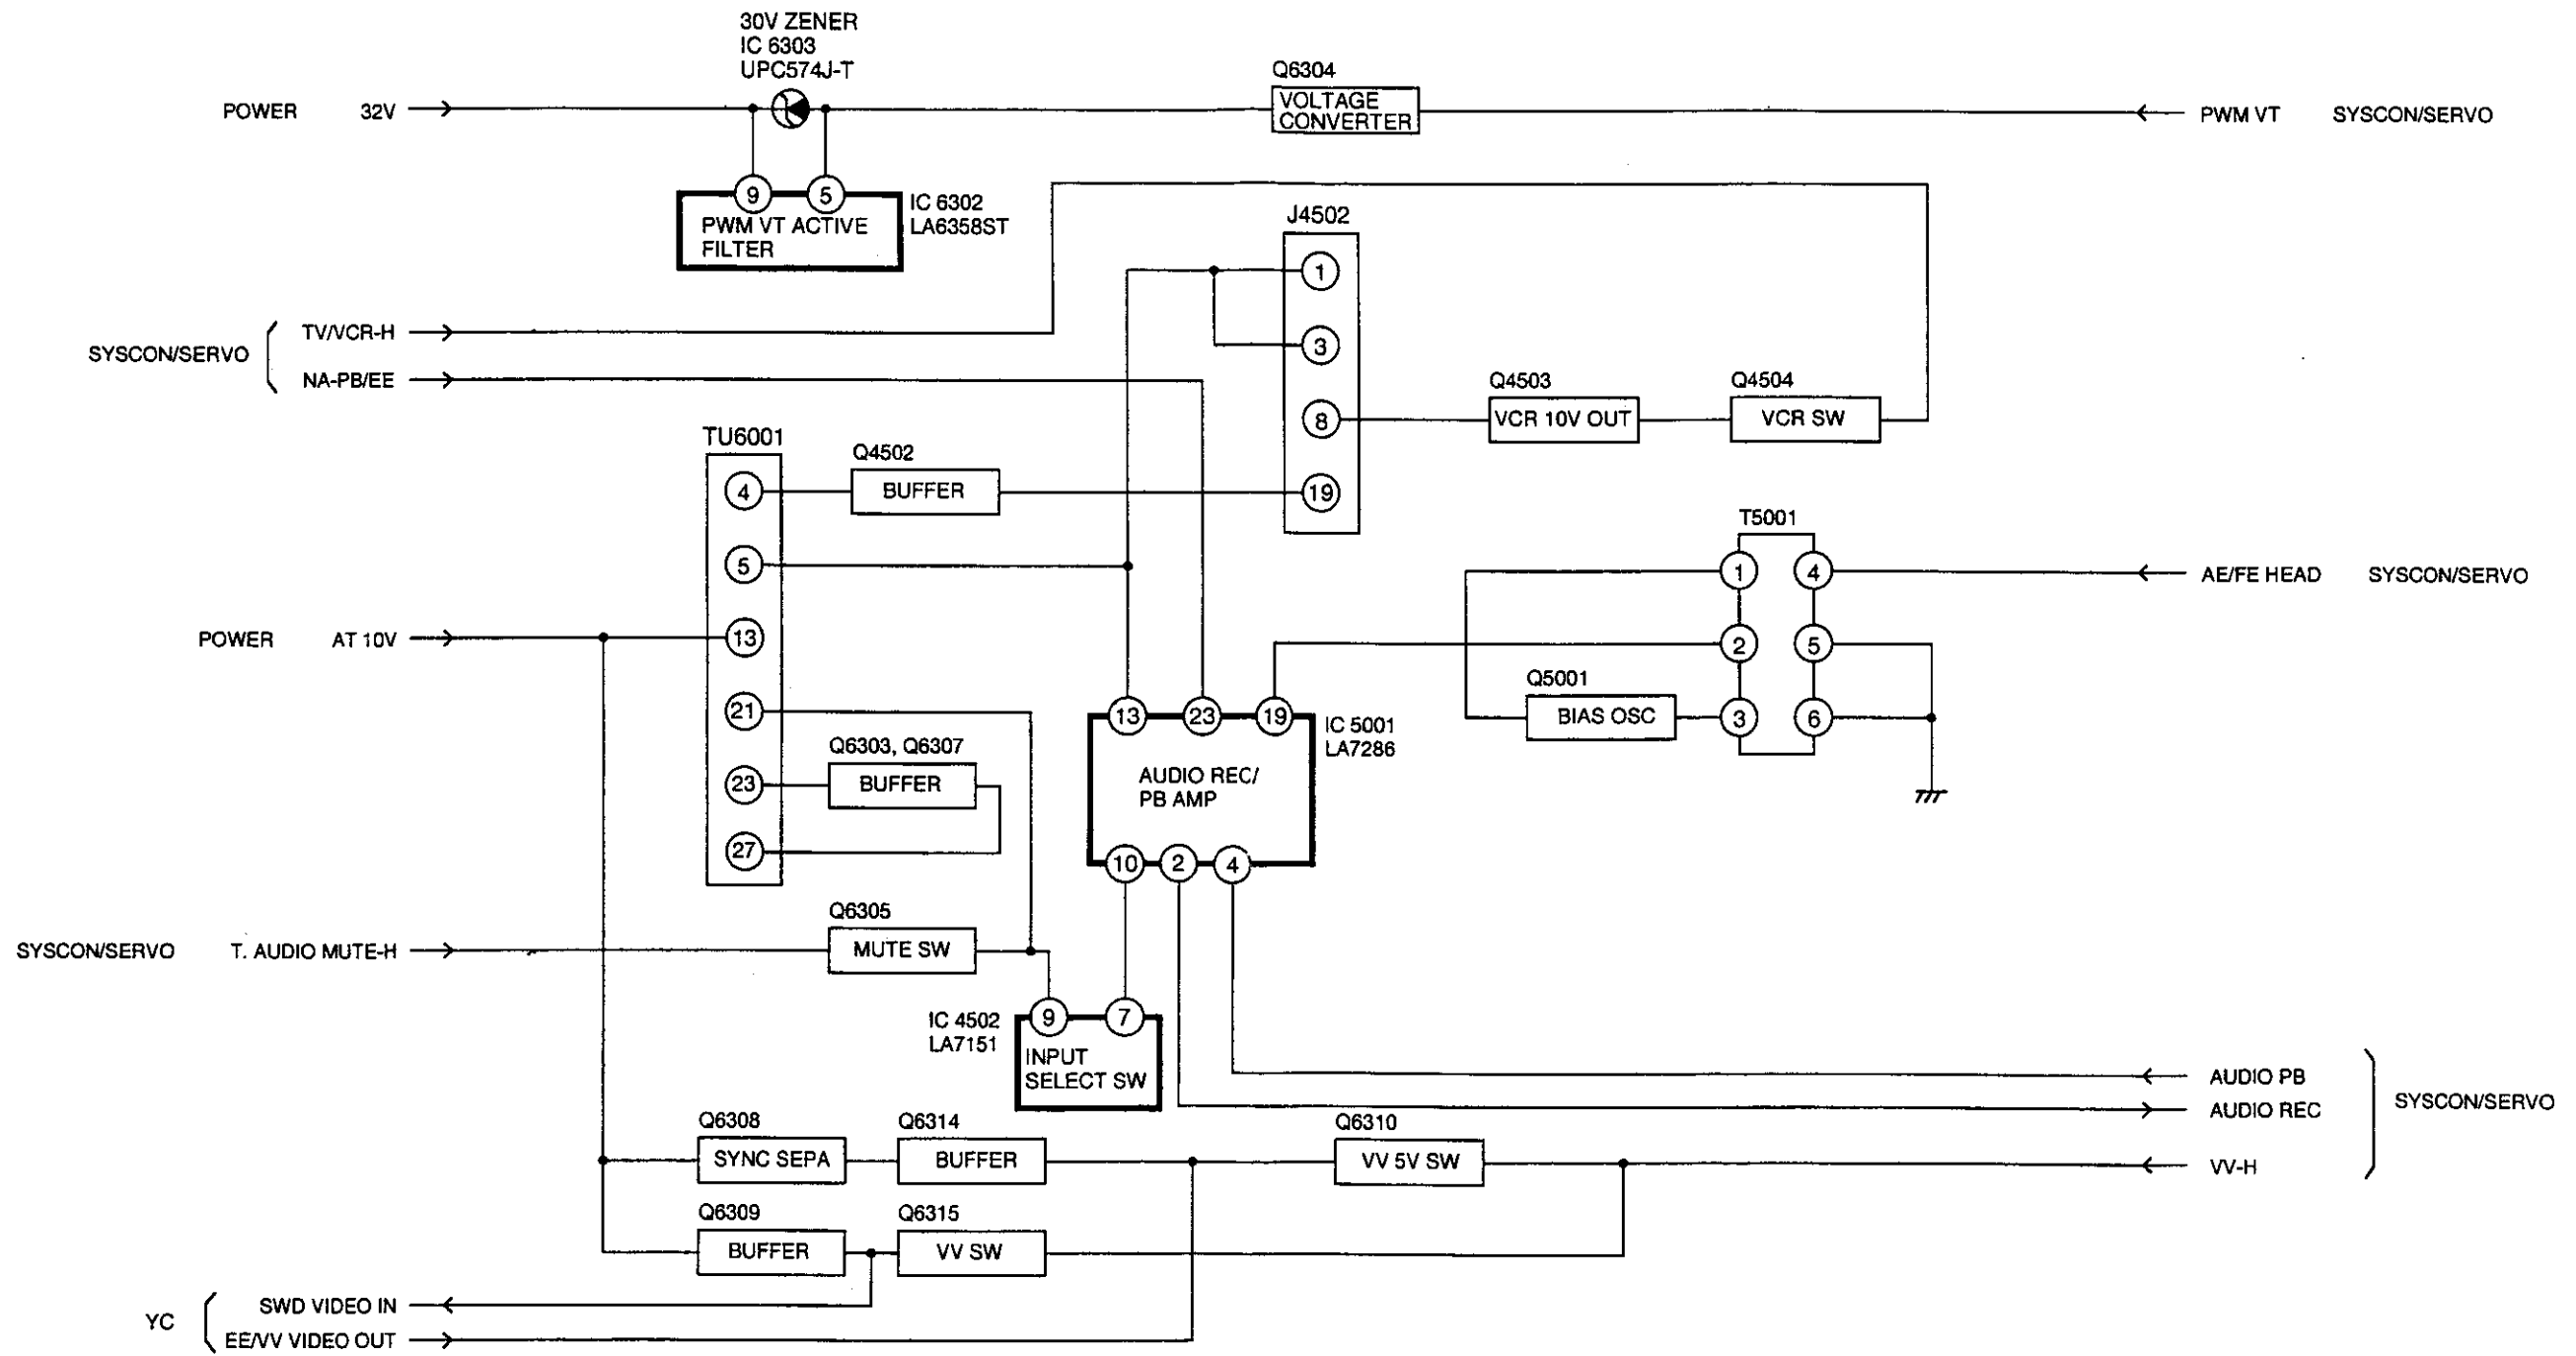 30V ZENER
IC 6303
UPC574J-T
POWER 32V
Q6304
VOLTAGE
CONVERTER
PWM VT SYSCON/SERVO
9 5
PWM VT ACTIVE
FILTER
IC 6302
LA6358ST
J4502
1
3
8
19
SYSCON/SERVO
TV/VCR-H
NA-PB/EE
Q4503
VCR 10V OUT
Q4504
VCR SW
TU6001
4
5
13
21
23
27
Q4502
BUFFER
T5001
1 4
2 5
3 6
AE/FE HEAD SYSCON/SERVO
POWER AT 10V
Q5001
BIAS OSC
Q6303, Q6307
BUFFER
13 23 19
IC 5001
LA7286
AUDIO REC/
PB AMP
10 2 4
SYSCON/SERVO T. AUDIO MUTE-H
Q6305
MUTE SW
IC 4502
LA7151
9 7
INPUT
SELECT SW
AUDIO PB
AUDIO REC
VV-H
SYSCON/SERVO
Q6308
SYNC SEPA
Q6314
BUFFER
Q6310
VV 5V SW
Q6309
BUFFER
Q6315
VV SW
YC
SWD VIDEO IN
EE/VV VIDEO OUT